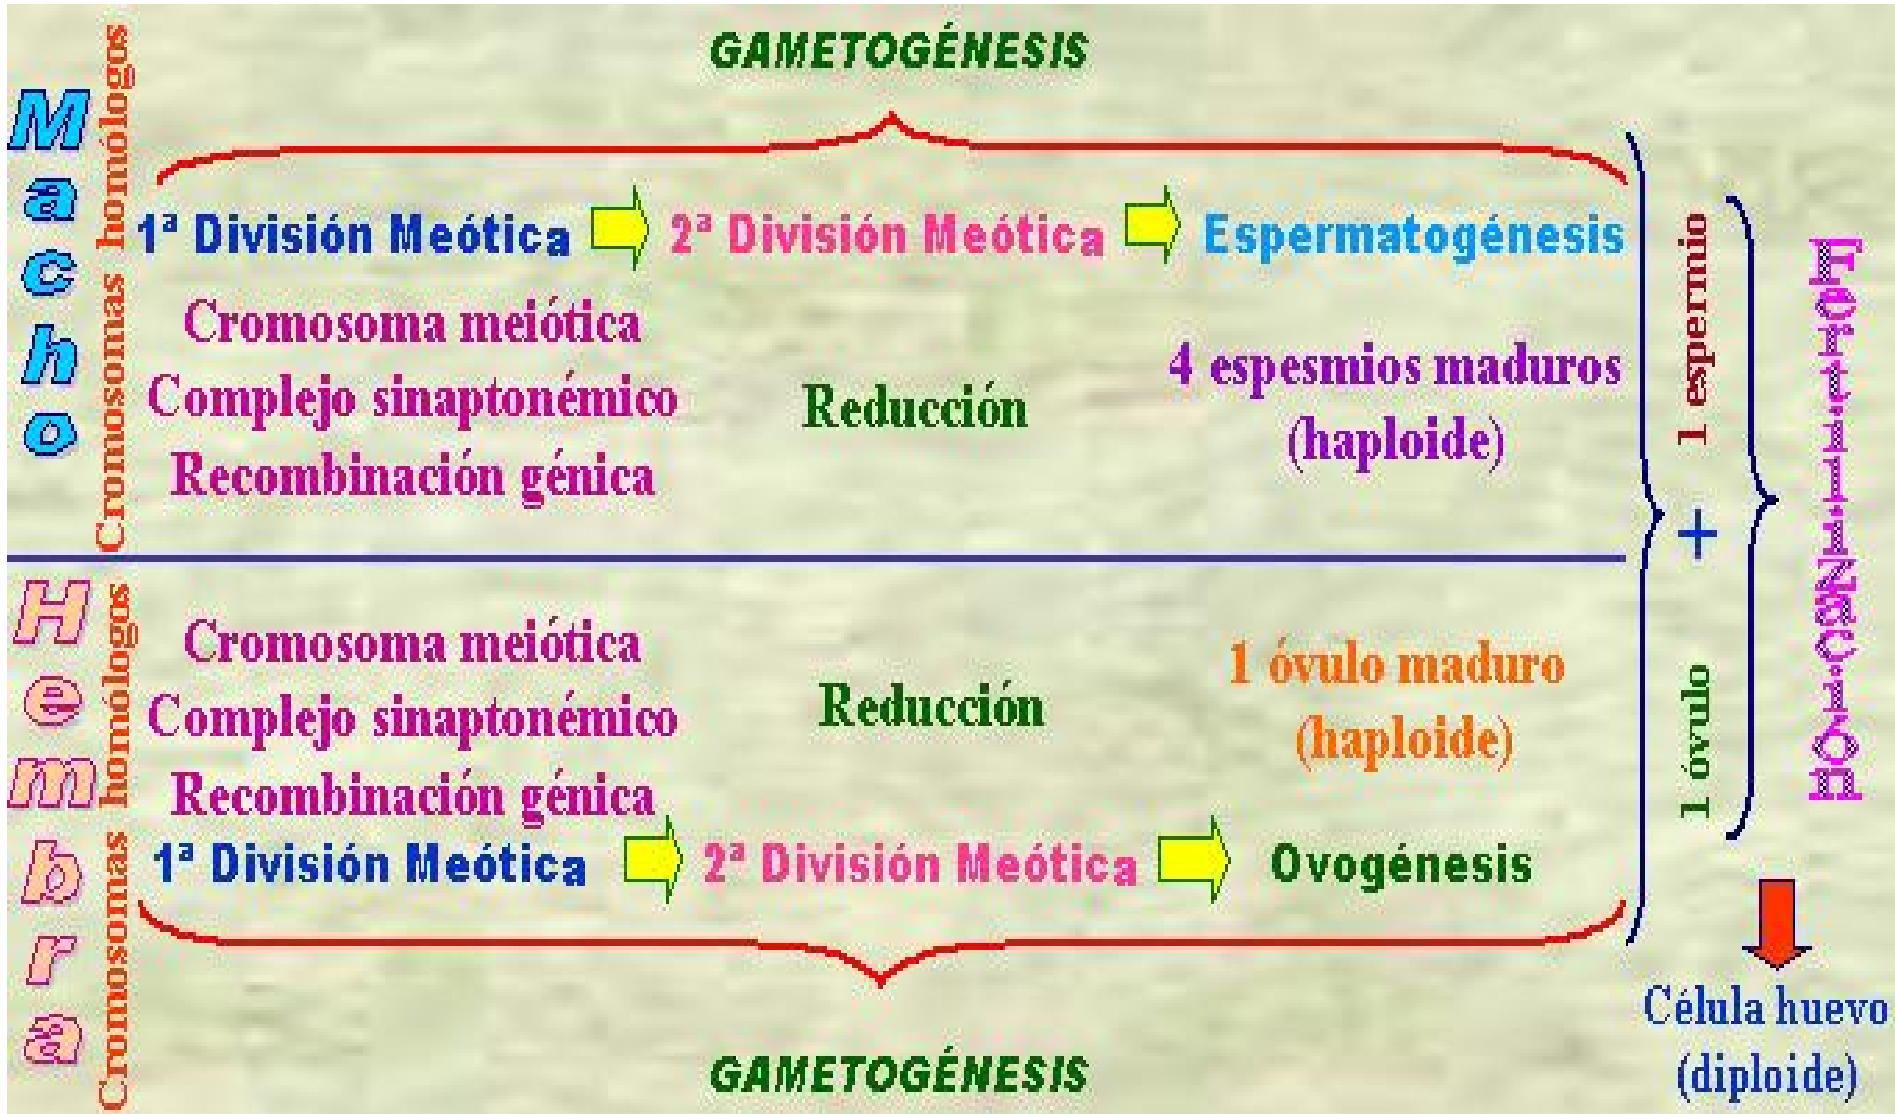 GAMETOGÉNESIS
Macho
Cromosomas homólogos
1ª División Meótica
2ª División Meótica
Espermatogénesis
Cromosoma meiótica
Complejo sinaptonémico
Recombinación génica
Reducción
4 espesmios maduros
(haploide)
Hembra
Cromosomas homólogos
Cromosoma meiótica
Complejo sinaptonémico
Recombinación génica
Reducción
1 óvulo maduro
(haploide)
1ª División Meótica
2ª División Meótica
Ovogénesis
GAMETOGÉNESIS
1 espermio
+
1 óvulo
Fertilización
Célula huevo
(diploide)